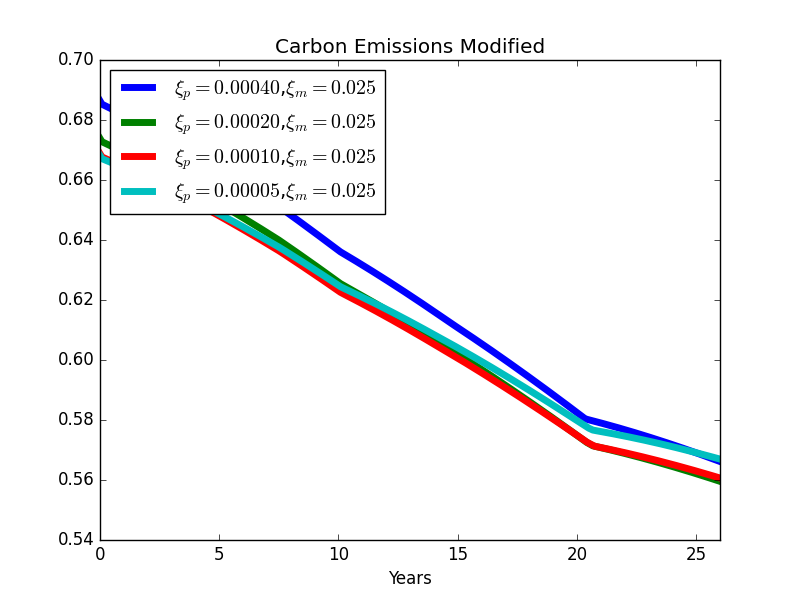 Carbon Emissions Modified
0.70
0.68
0.66
0.64
0.62
0.60
0.58
0.56
0.54
ξp = 0.00040,ξm = 0.025
ξp = 0.00020,ξm = 0.025
ξp = 0.00010,ξm = 0.025
ξp = 0.00005,ξm = 0.025
0 5 10 15 20 25
Years